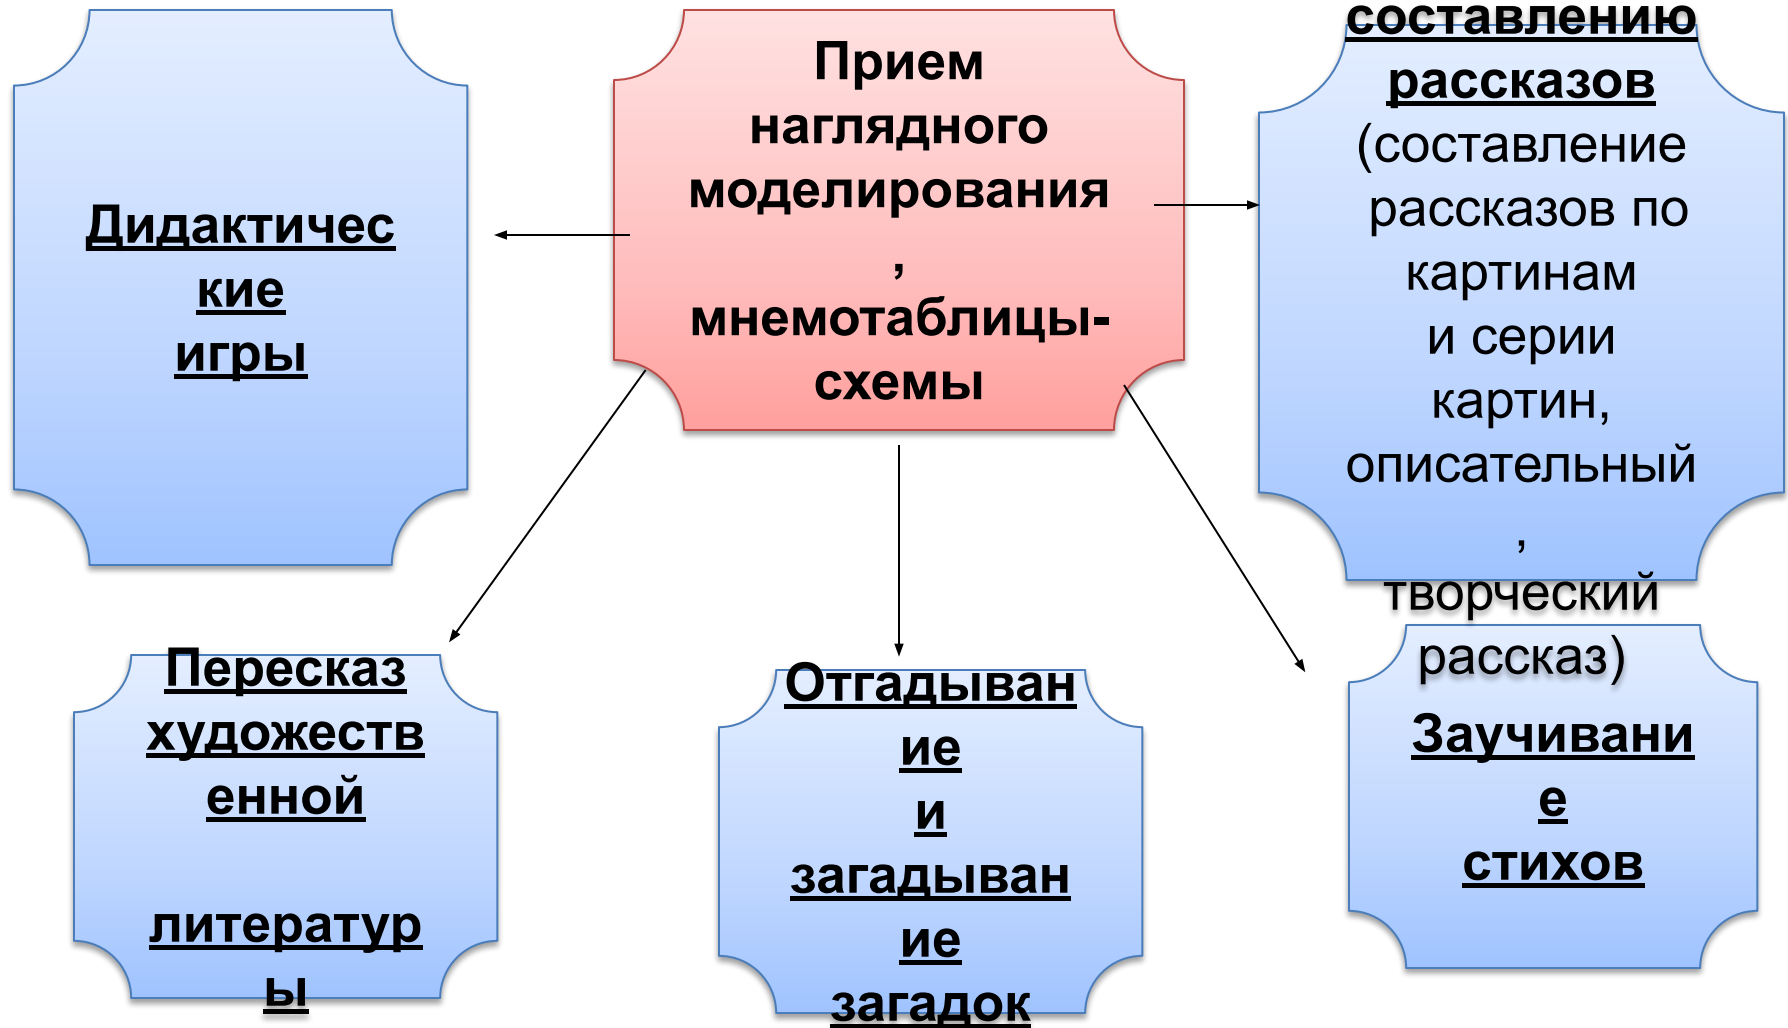 Дидактичес
кие
игры
Прием
наглядного
моделирования
,
мнемотаблицы-
схемы
составлению
рассказов
(составление
рассказов по
картинам
и серии
картин,
описательный
,
творческий
рассказ)
Пересказ
художеств
енной
литератур
ы
Отгадыван
ие
и
загадыван
ие
загадок
Заучивани
е
стихов